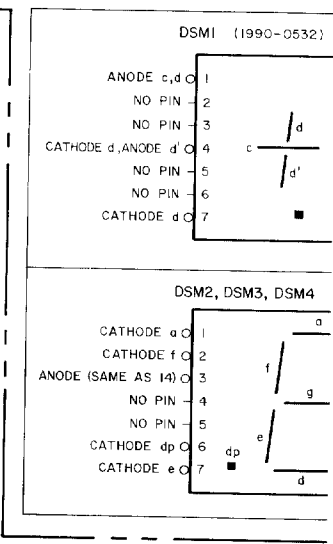 DSM1 (1990-0532)
ANODE c,d 1
NO PIN 2
NO PIN 3
d
CATHODE d,ANODE d' 4
c
NO PIN 5
d'
NO PIN 6
CATHODE d 7
DSM2, DSM3, DSM4
a
CATHODE a 1
CATHODE f 2
f
ANODE (SAME AS 14) 3
g
NO PIN 4
NO PIN 5
e
CATHODE dp 6
dp
CATHODE e 7
d